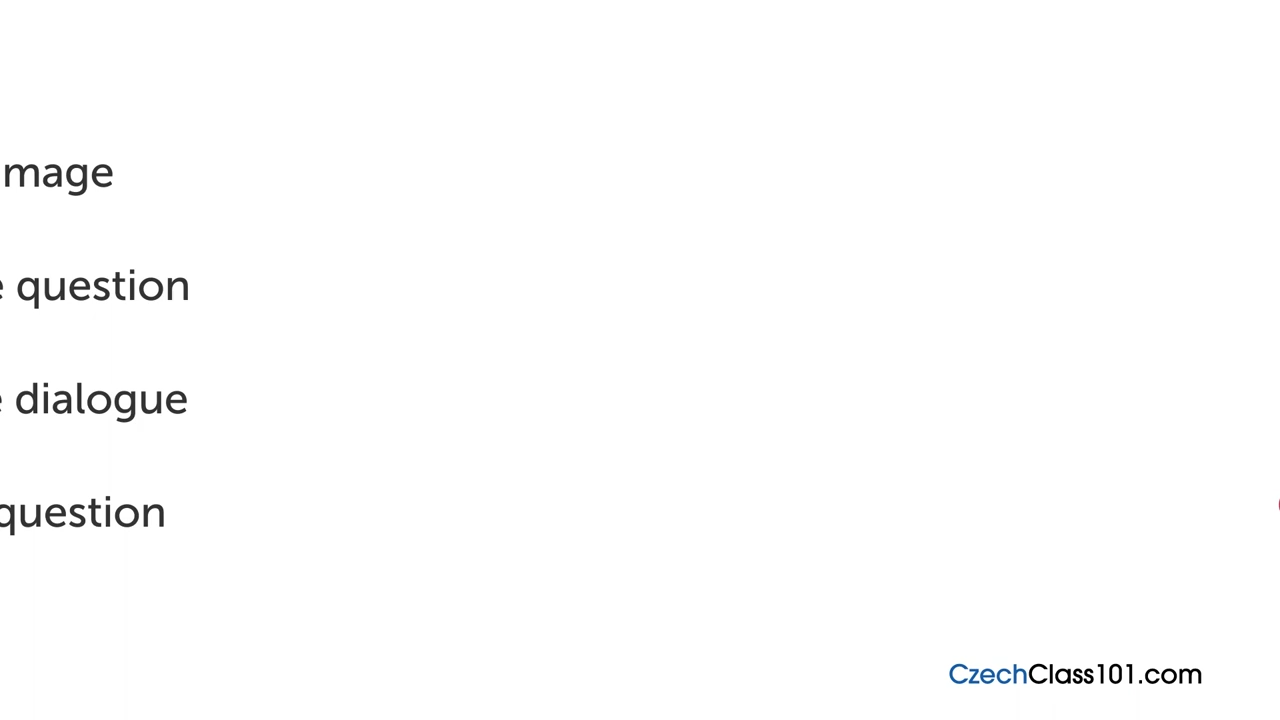 mage
e question
e dialogue
question
CzechClass101.com